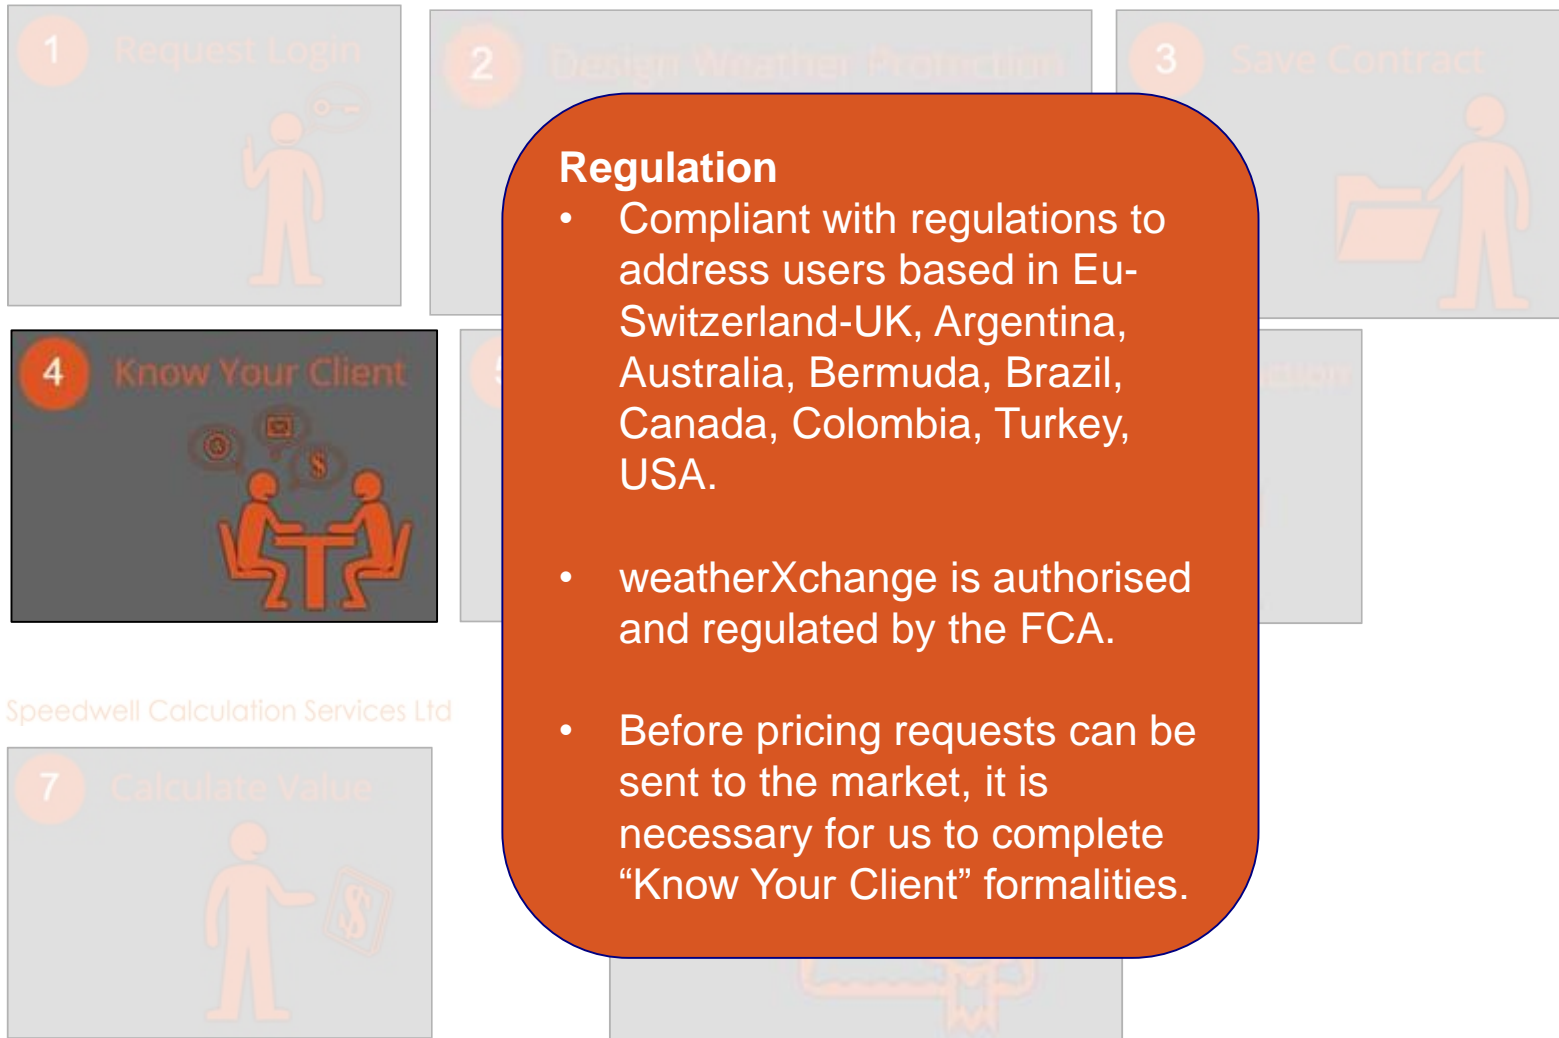 1 Request Login
2 Design Weather Protection
3 Save Contract
Regulation
• Compliant with regulations to
address users based in Eu-
Switzerland-UK, Argentina,
Australia, Bermuda, Brazil,
Canada, Colombia, Turkey,
USA.
• weatherXchange is authorised
and regulated by the FCA.
• Before pricing requests can be
sent to the market, it is
necessary for us to complete
“Know Your Client” formalities.
4 Know Your Client
$
Speedwell Calculation Services Ltd
7 Calculate Value
$